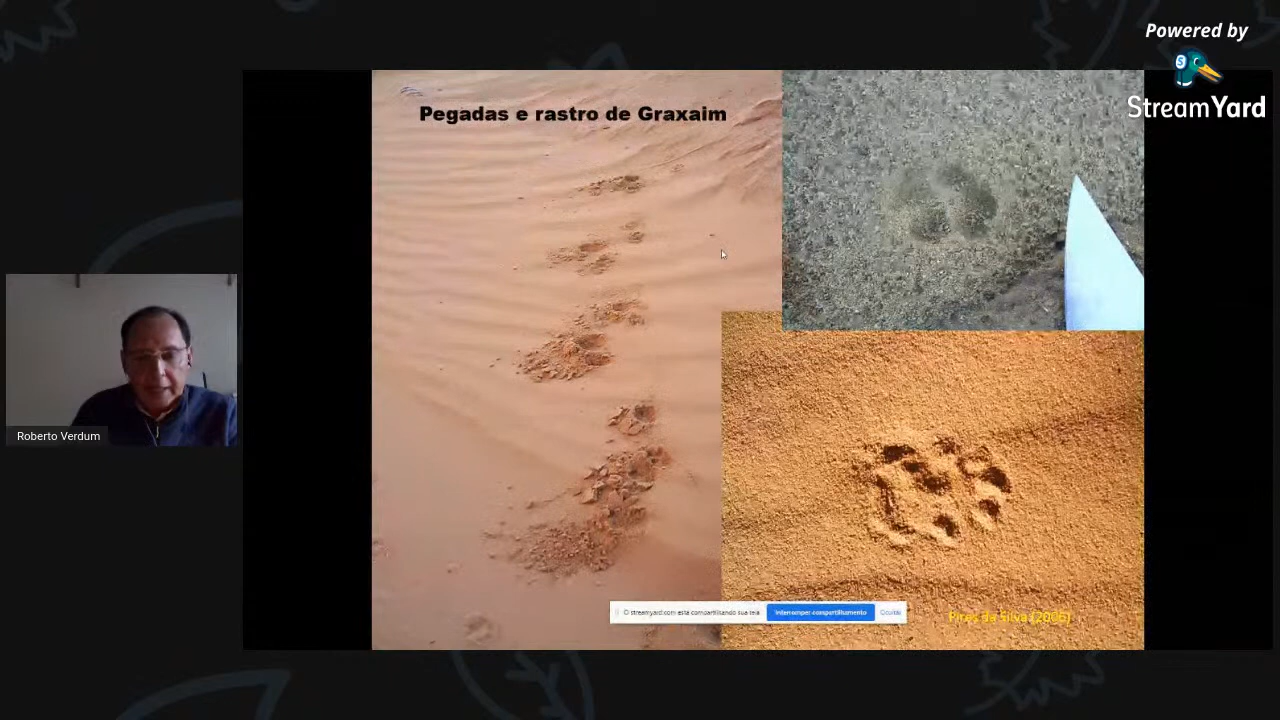 Powered by
StreamYard
Pegadas e rastro de Graxaim
Roberto Verdum
O streamyard.com está compartilhando sua tela
Interromper compartilhamento
Ocultar
Pires da Silva (2006)